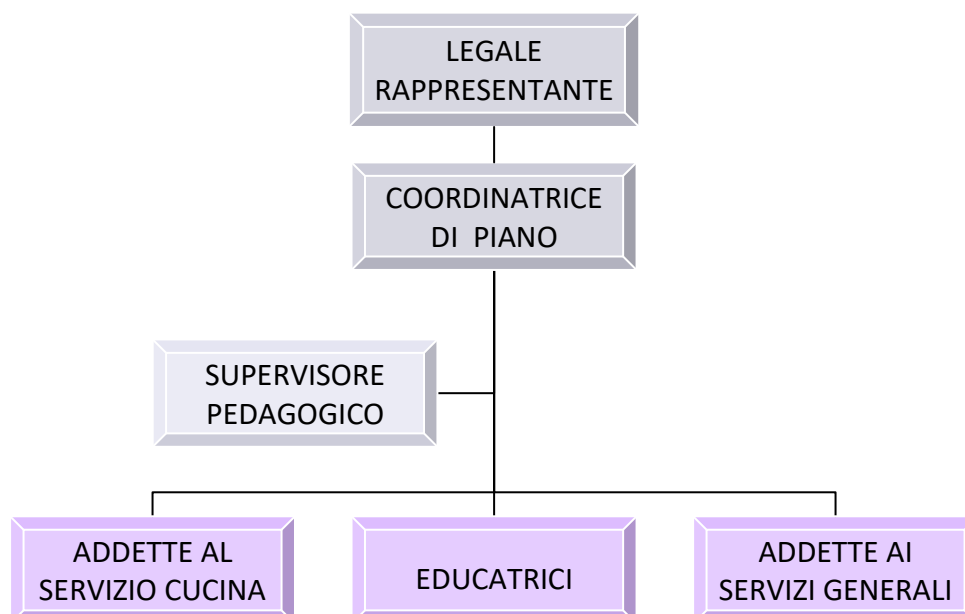 LEGALE
RAPPRESENTANTE
COORDINATRICE
DI PIANO
SUPERVISORE
PEDAGOGICO
ADDETTE AL
SERVIZIO CUCINA
EDUCATRICI
ADDETTE AI
SERVIZI GENERALI